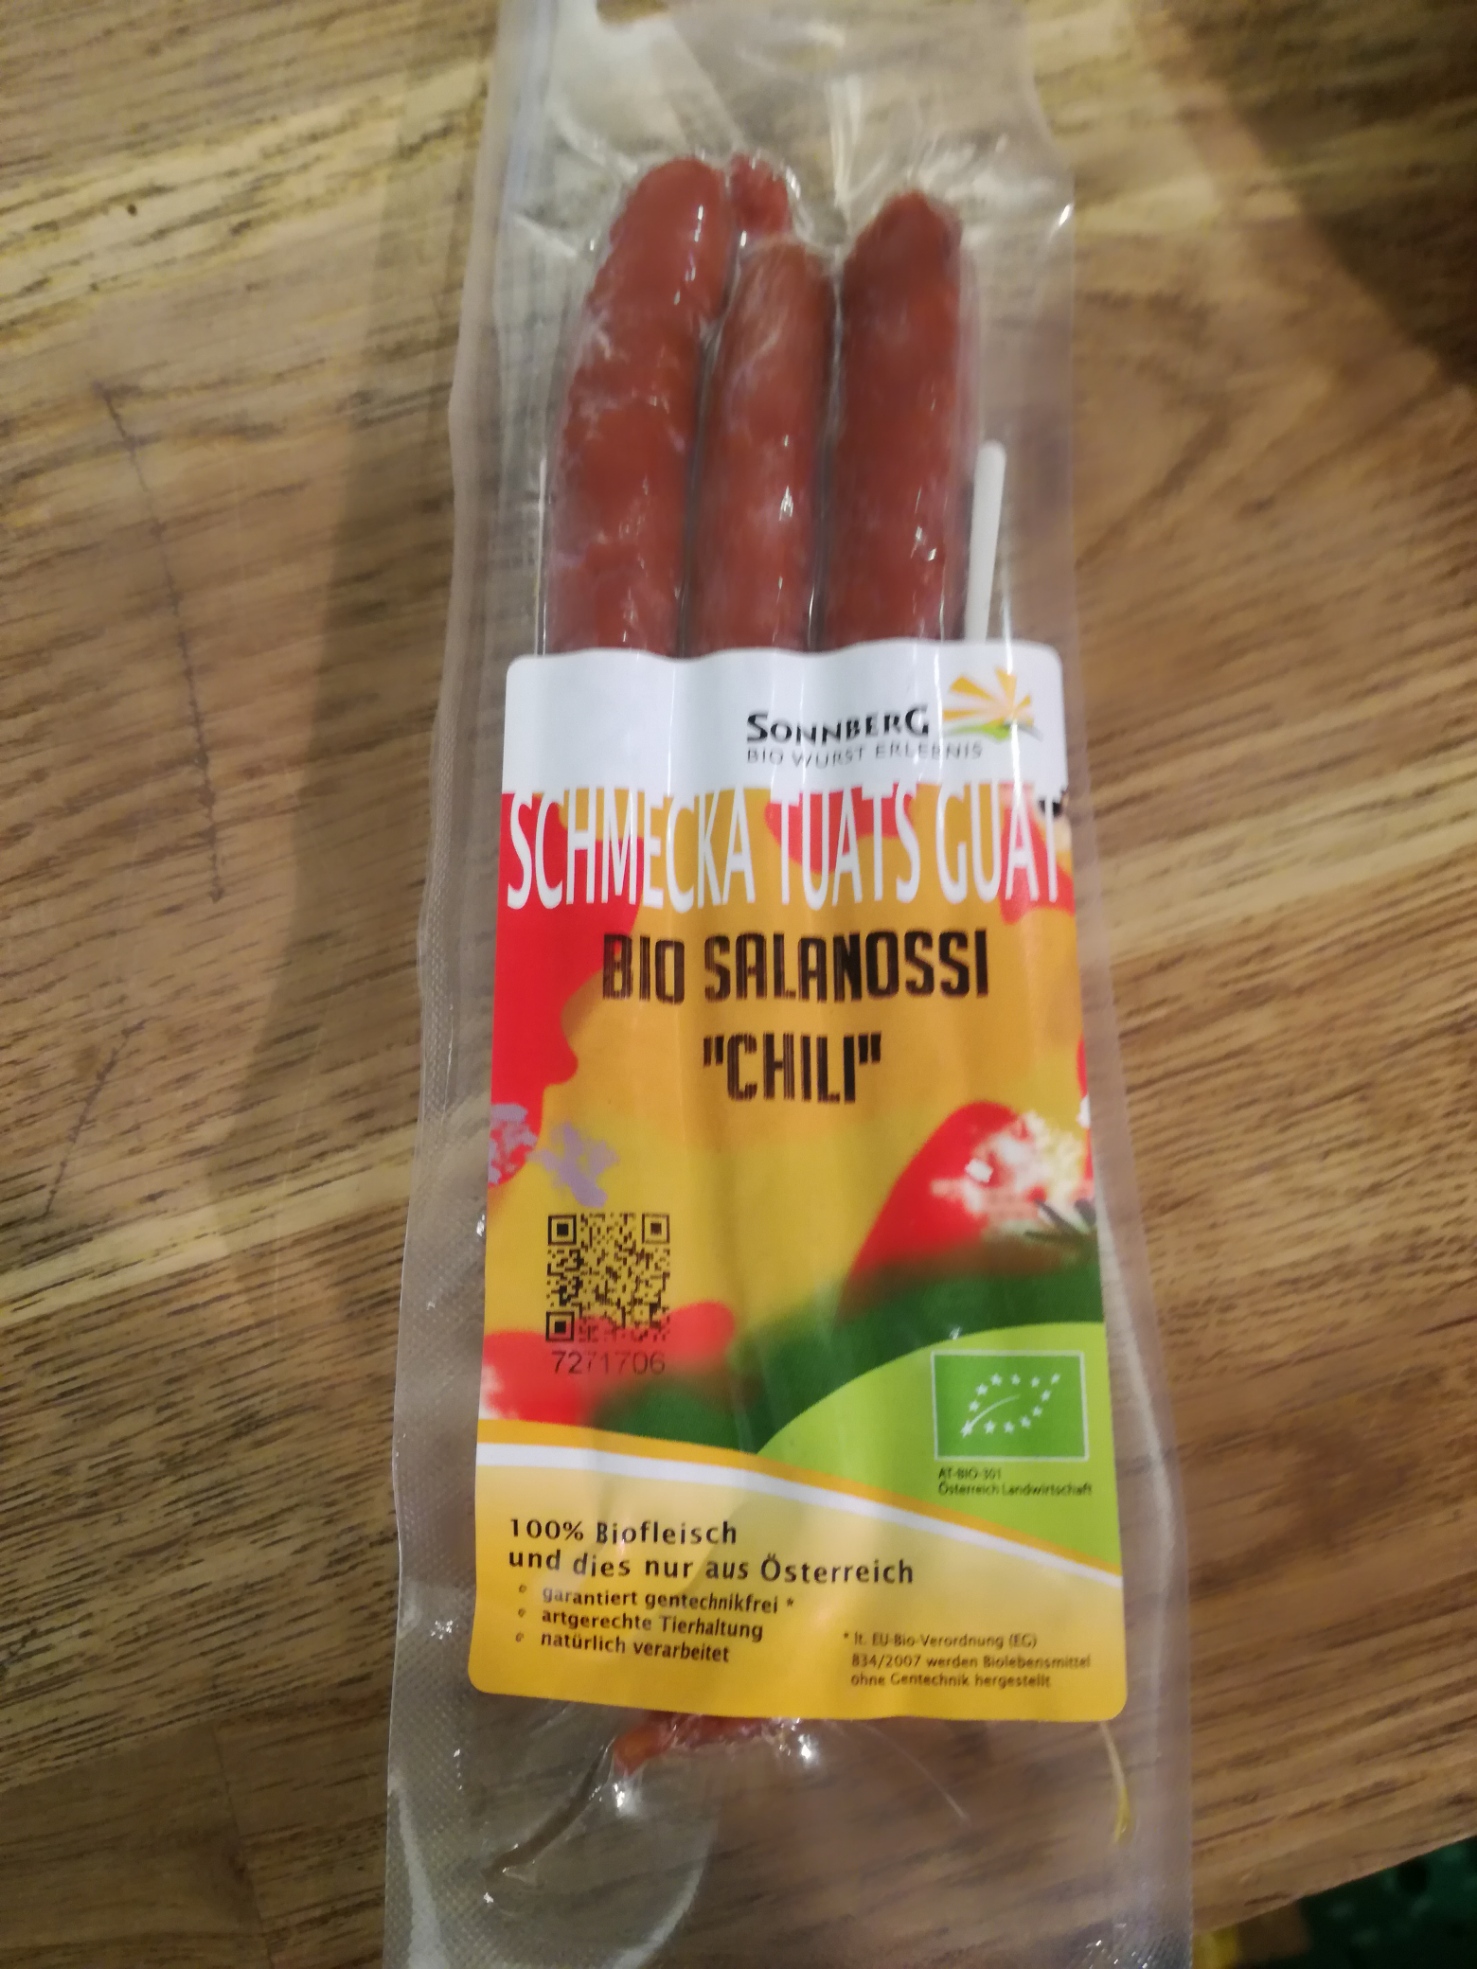 SONNBERG
BIO WURST ERLEBNIS
SCHMECKA TUATS GUAT
BIO SALANOSSI
"CHILI"
7271706
AT-BIO-301
Österreich Landwirtschaft
100% Biofleisch
und dies nur aus Österreich
° garantiert gentechnikfrei *
° artgerechte Tierhaltung
° natürlich verarbeitet
* lt. EU-Bio-Verordnung (EG)
834/2007 werden Biolebensmittel
ohne Gentechnik hergestellt